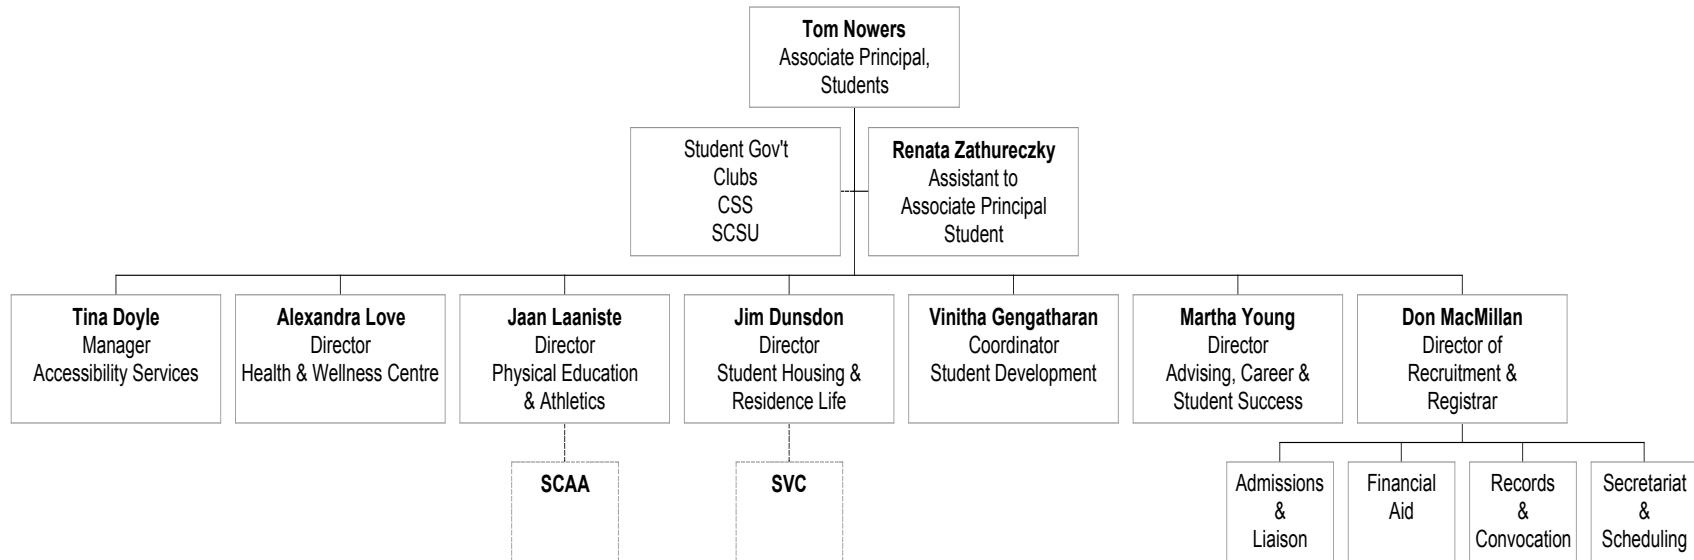 Tom Nowers
Associate Principal,
Students
Student Gov't
Clubs
CSS
SCSU
Renata Zathureczky
Assistant to
Associate Principal
Student
Tina Doyle
Manager
Accessibility Services
Alexandra Love
Director
Health & Wellness Centre
Jaan Laaniste
Director
Physical Education
& Athletics
Jim Dunsdon
Director
Student Housing &
Residence Life
Vinitha Gengatharan
Coordinator
Student Development
Martha Young
Director
Advising, Career &
Student Success
Don MacMillan
Director of
Recruitment &
Registrar
SCAA
SVC
Admissions
&
Liaison
Financial
Aid
Records
&
Convocation
Secretariat
&
Scheduling